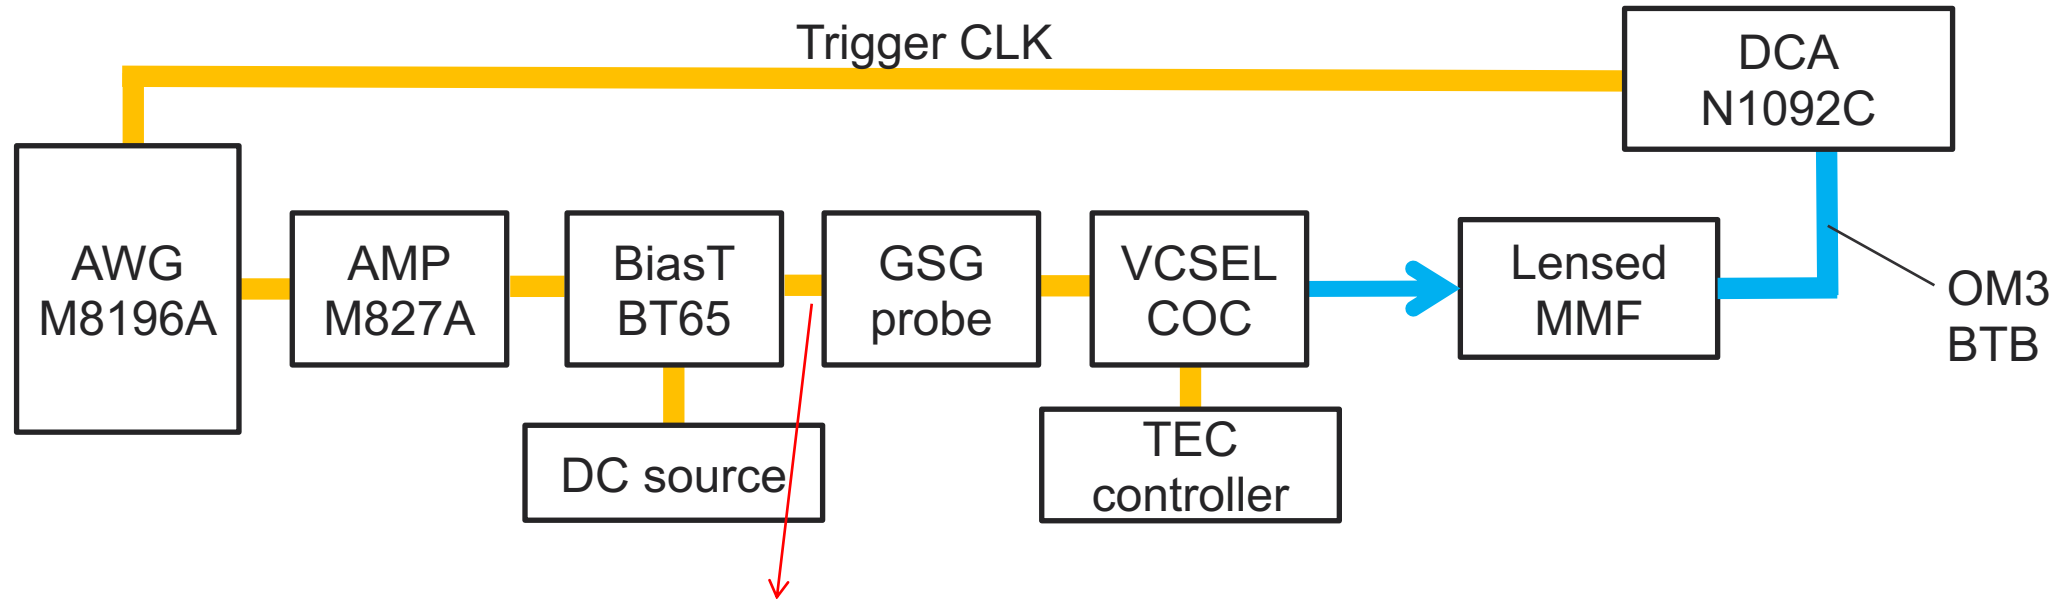 Trigger CLK
DCA
N1092C
AWG
M8196A
AMP
M827A
BiasT
BT65
GSG
probe
VCSEL
COC
Lensed
MMF
OM3
BTB
DC source
TEC
controller